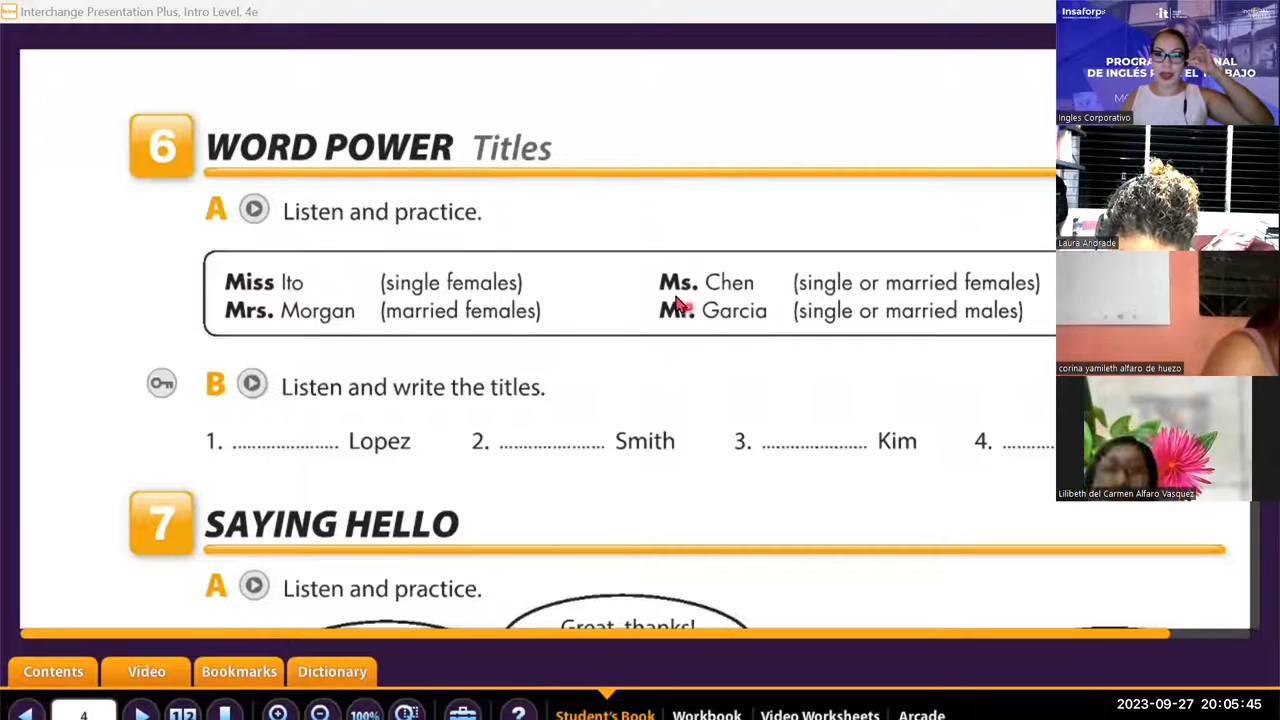 Interchange Presentation Plus, Intro Level, 4e
6 WORD POWER Titles
A Listen and practice.
Miss Ito (single females) Ms. Chen (single or married females)
Mrs. Morgan (married females) Mr. Garcia (single or married males)
B Listen and write the titles.
1. .................... Lopez 2. .................... Smith 3. .................... Kim 4. ..........
7 SAYING HELLO
A Listen and practice.
Great, thanks!
Contents Video Bookmarks Dictionary
4 1 2 100% ? Student's Book Workbook Video Worksheets Arcade
Insaforp
Ingles Corporativo
Laura Andrade
corina yamileth alfaro de huezo
Lilibeth del Carmen Alfaro Vasquez
2023-09-27 20:05:45